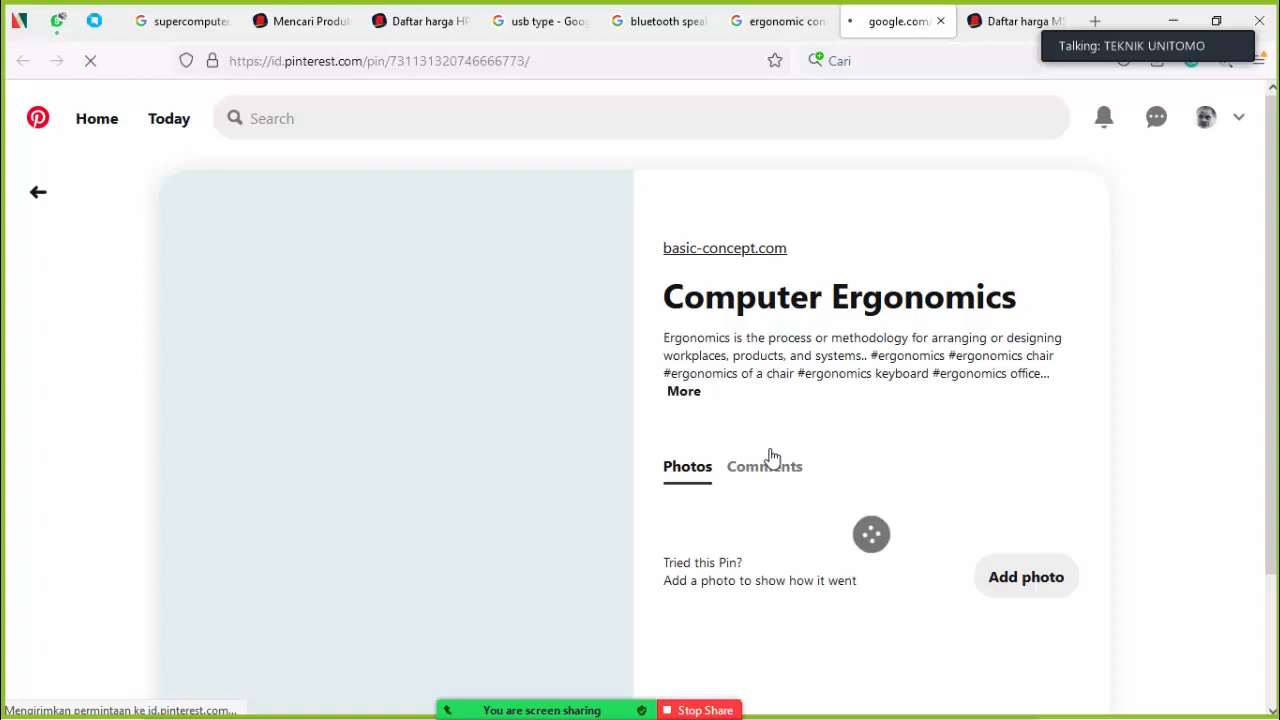 supercomputer
Mencari Produk
Daftar harga HP
usb type - Goo
bluetooth spea
ergonomic con
google.com/
Daftar harga MS
Talking: TEKNIK UNITOMO
https://id.pinterest.com/pin/731131320746666773/
Cari
Home
Today
Search
basic-concept.com
Computer Ergonomics
Ergonomics is the process or methodology for arranging or designing
workplaces, products, and systems.. #ergonomics #ergonomics chair
#ergonomics of a chair #ergonomics keyboard #ergonomics office...
More
Photos
Comments
Tried this Pin?
Add a photo to show how it went
Add photo
Mengirimkan permintaan ke id.pinterest.com...
You are screen sharing
Stop Share